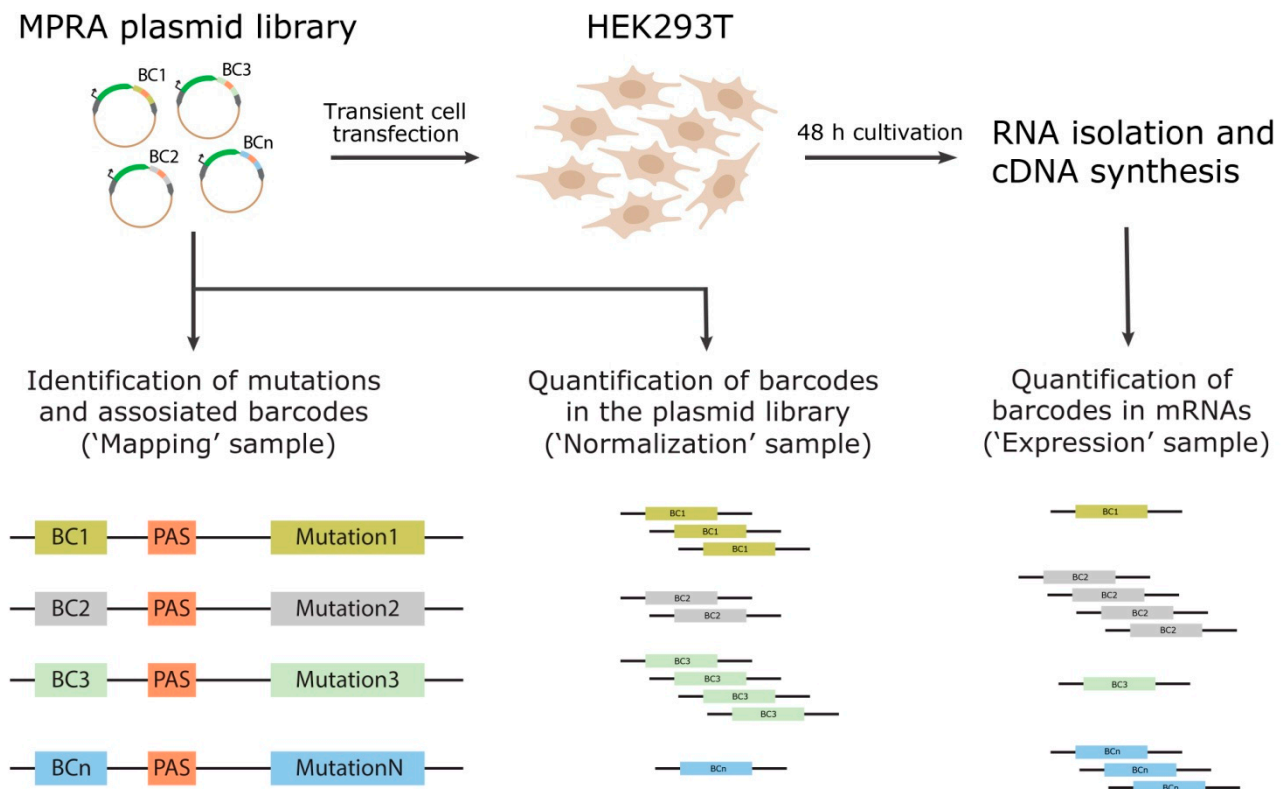 MPRA plasmid library
HEK293T
BC1
BC3
BC2
BCn
Transient cell
transfection
48 h cultivation
RNA isolation and
cDNA synthesis
Identification of mutations
and assosiated barcodes
(‘Mapping’ sample)
Quantification of barcodes
in the plasmid library
(‘Normalization’ sample)
Quantification of
barcodes in mRNAs
(‘Expression’ sample)
BC1 PAS Mutation1
BC2 PAS Mutation2
BC3 PAS Mutation3
BCn PAS MutationN
BC1
BC1
BC1
BC2
BC2
BC3
BC3
BC3
BC3
BCn
BC1
BC2
BC2
BC2
BC2
BC3
BCn
BCn
BCn